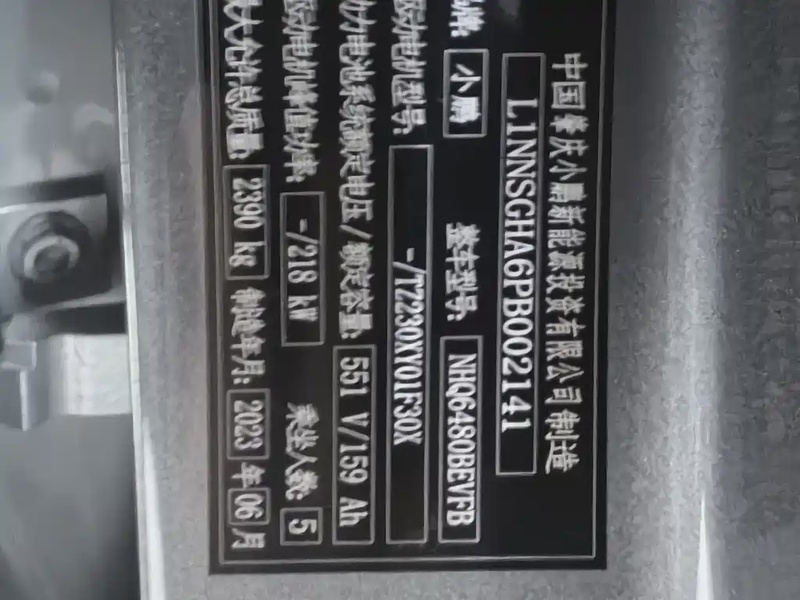 中国肇庆小鹏新能源投资有限公司制造
L1NNSGHA6PB002141
品牌: 小鹏 整车型号: NHQ6480BEVFB
驱动电机型号: -/TZ230XY01F30X
动力电池系统额定电压/额定容量: 551 V/159 Ah
驱动电机峰值功率: -/218 kW 乘坐人数: 5
最大允许总质量: 2390 kg 制造年月: 2023 年 06 月